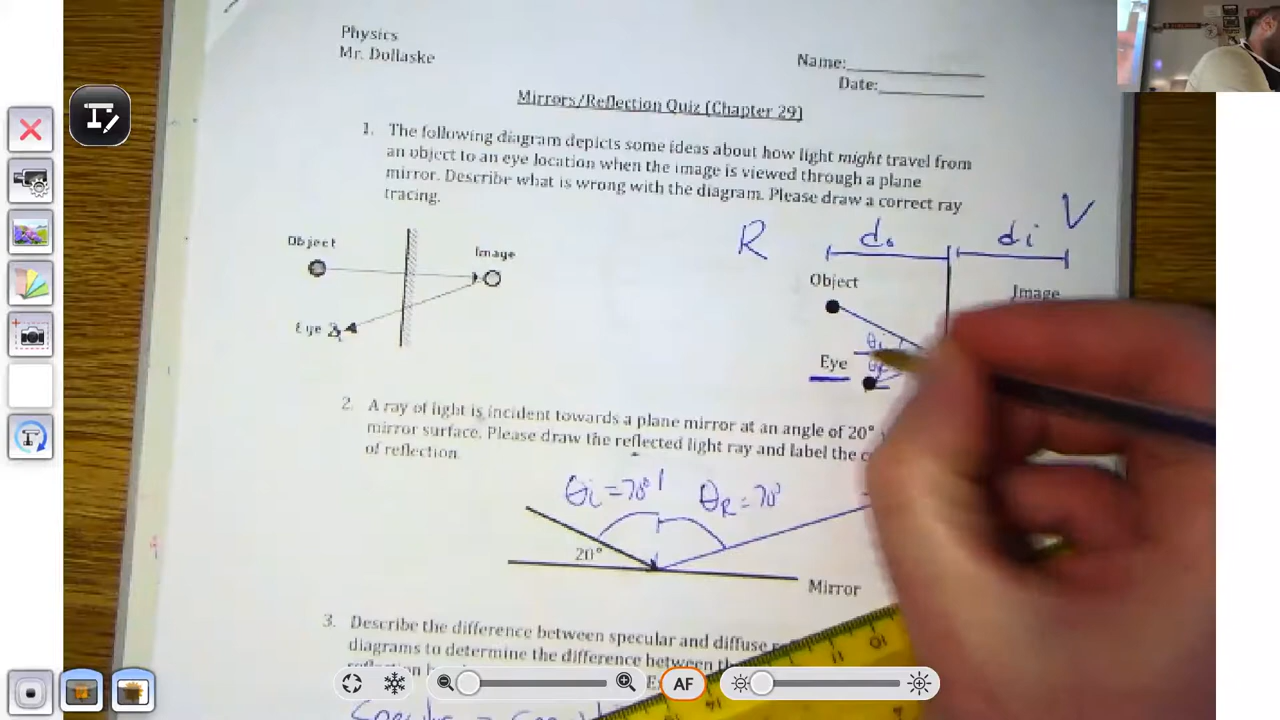 Physics
Mr. Dollaske
Name:
Date:
Mirrors/Reflection Quiz (Chapter 29)
1. The following diagram depicts some ideas about how light might travel from
an object to an eye location when the image is viewed through a plane
mirror. Describe what is wrong with the diagram. Please draw a correct ray
tracing.
Object
Image
Eye
R
do
di
V
Object
Image
θi
Eye
2. A ray of light is incident towards a plane mirror at an angle of 20°
mirror surface. Please draw the reflected light ray and label the
of reflection.
θi = 70°
θR = 70°
20°
Mirror
3. Describe the difference between specular and diffuse
diagrams to determine the difference between
11
10
14
AF